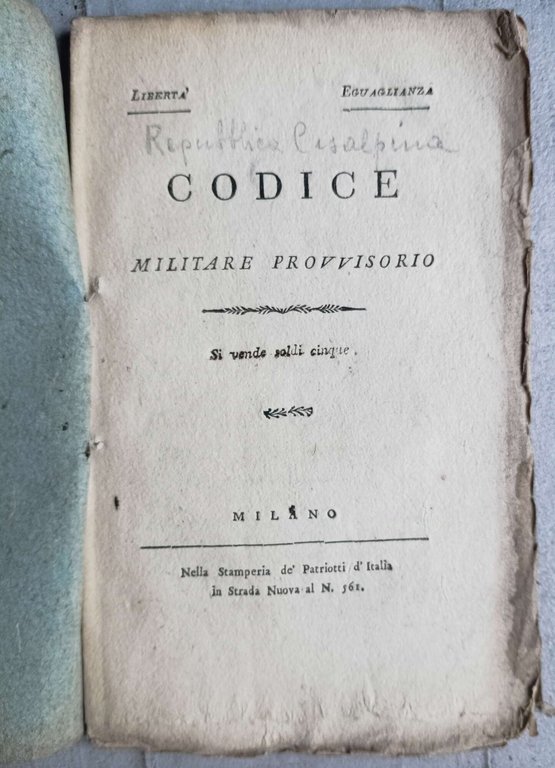 LIBERTA' EGUAGLIANZA
Repubblica Cisalpina
CODICE
MILITARE PROVVISORIO
Si vende soldi cinque.
MILANO
Nella Stamperia de' Patriotti d' Italia
in Strada Nuova al N. 561.